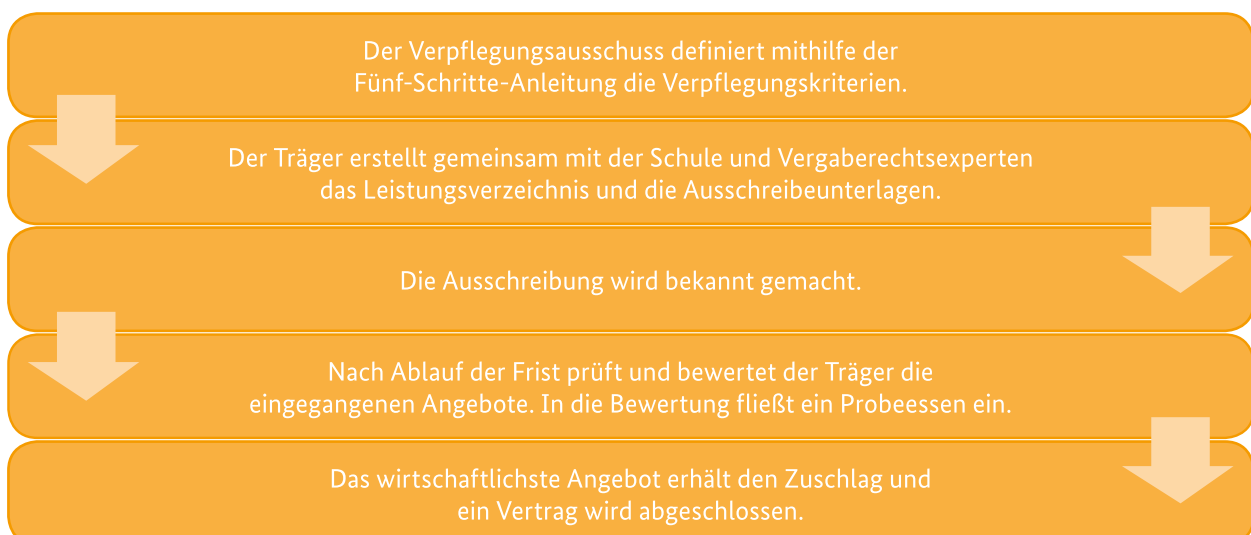 Der Verpflegungsausschuss definiert mithilfe der
Fünf-Schritte-Anleitung die Verpflegungskriterien.
Der Träger erstellt gemeinsam mit der Schule und Vergaberechtsexperten
das Leistungsverzeichnis und die Ausschreibeunterlagen.
Die Ausschreibung wird bekannt gemacht.
Nach Ablauf der Frist prüft und bewertet der Träger die
eingegangenen Angebote. In die Bewertung fließt ein Probeessen ein.
Das wirtschaftlichste Angebot erhält den Zuschlag und
ein Vertrag wird abgeschlossen.